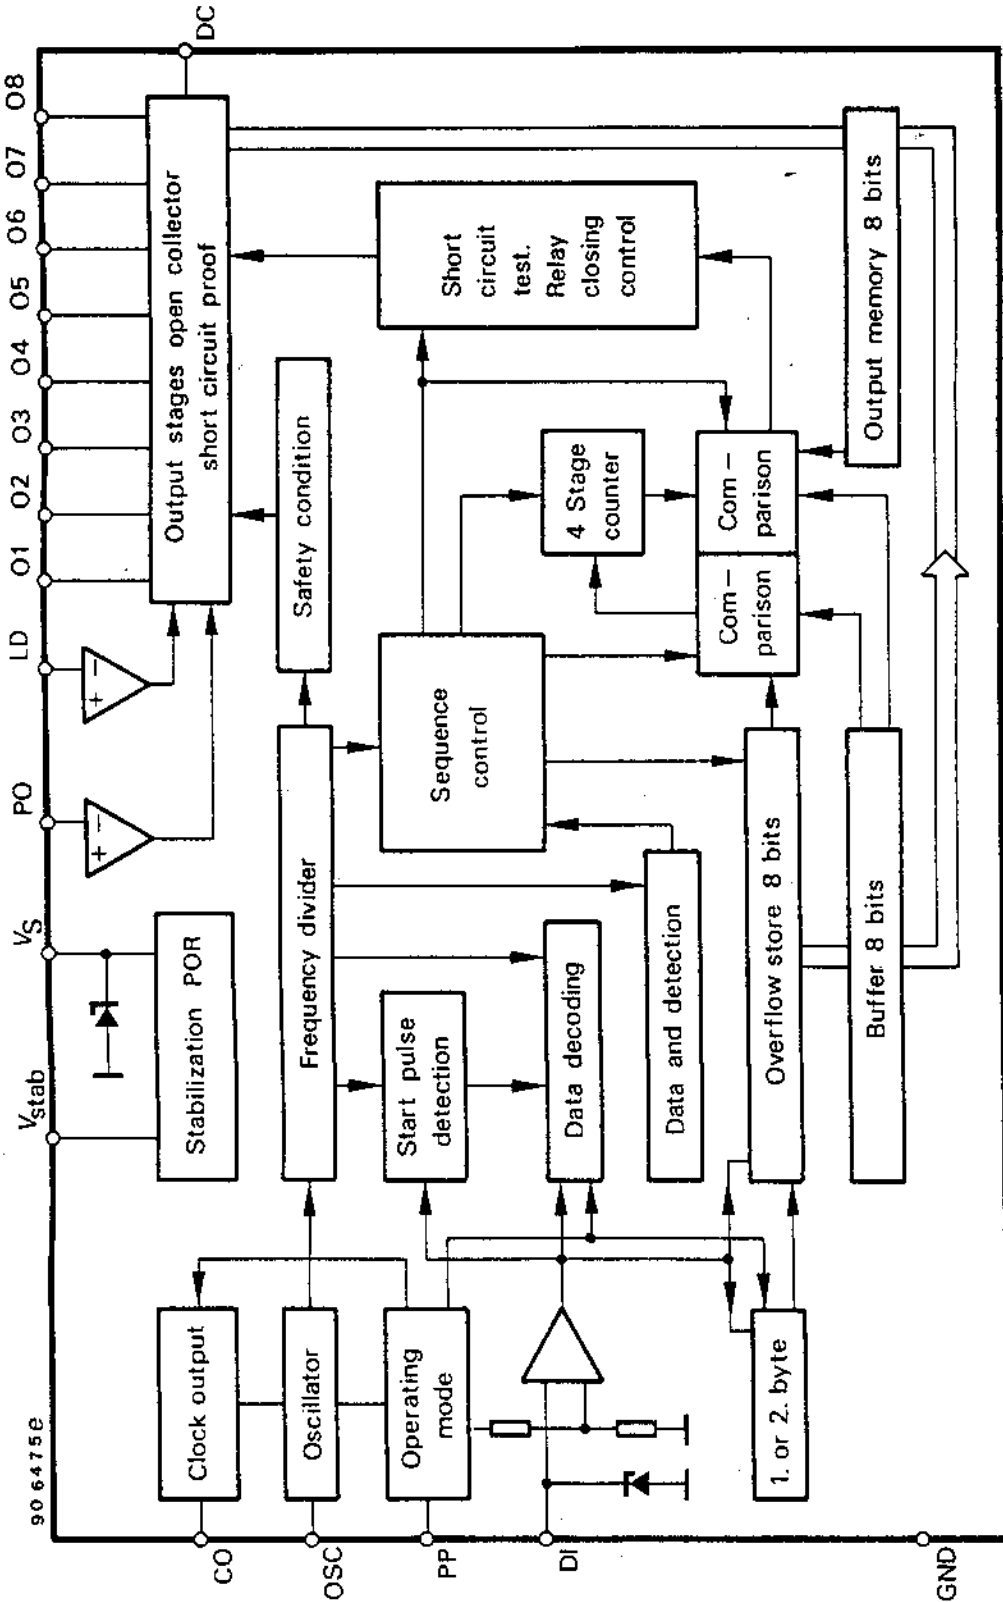 906475e
V_stab
V_S
PO
LD
O1
O2
O3
O4
O5
O6
O7
O8
DC
CO
OSC
PP
DI
GND
Clock output
Stabilization POR
+ −
+ −
Output stages open collector
short circuit proof
Oscillator
Frequency divider
Safety condition
Operating
mode
Start pulse
detection
Sequence
control
Short
circuit
test.
Relay
closing
control
Data decoding
4 Stage
counter
Data and detection
1. or 2. byte
Overflow store 8 bits
Com –
parison
Com –
parison
Buffer 8 bits
Output memory 8 bits